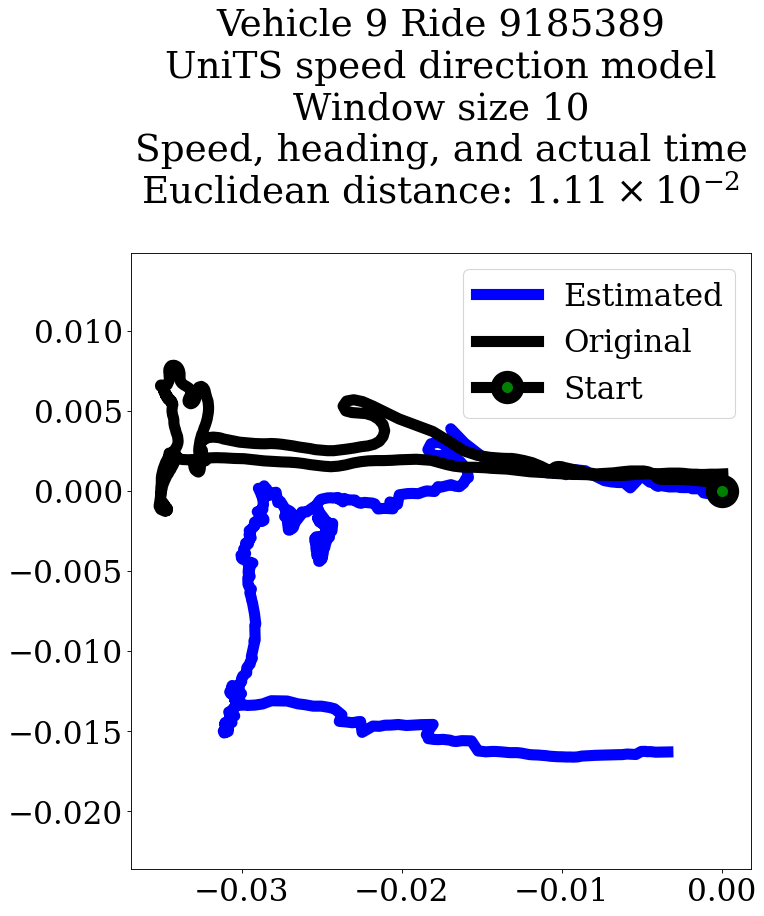 Vehicle 9 Ride 9185389
UniTS speed direction model
Window size 10
Speed, heading, and actual time
Euclidean distance: 1.11 × 10⁻²
Estimated
Original
Start
0.010
0.005
0.000
−0.005
−0.010
−0.015
−0.020
−0.03 −0.02 −0.01 0.00